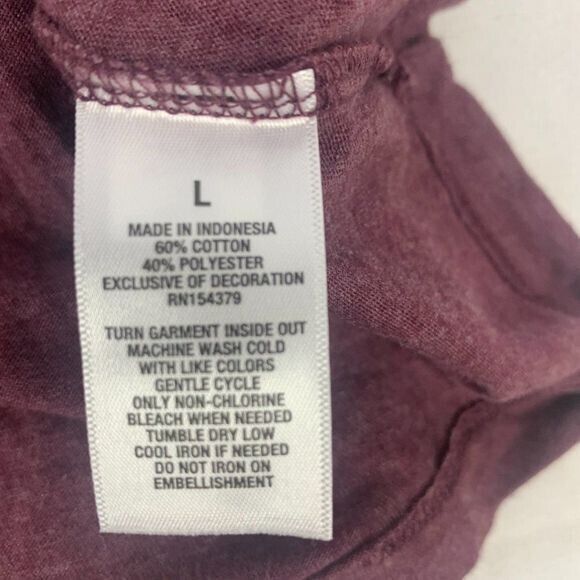 L
MADE IN INDONESIA
60% COTTON
40% POLYESTER
EXCLUSIVE OF DECORATION
RN154379
TURN GARMENT INSIDE OUT
MACHINE WASH COLD
WITH LIKE COLORS
GENTLE CYCLE
ONLY NON-CHLORINE
BLEACH WHEN NEEDED
TUMBLE DRY LOW
COOL IRON IF NEEDED
DO NOT IRON ON
EMBELLISHMENT